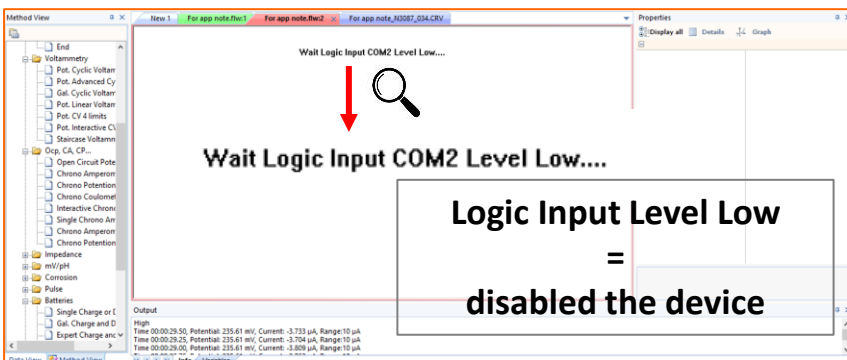 Method View
New 1 For app note.flw:1 For app note.flw:2 For app note_N3087_034.CRV
Properties
Display all Details Graph
End
Voltammetry
Pot. Cyclic Voltam
Pot. Advanced Cy
Gal. Cyclic Voltam
Pot. Linear Voltam
Pot. CV 4 limits
Pot. Interactive CV
Staircase Voltamn
Ocp, CA, CP...
Open Circuit Pote
Chrono Amperom
Chrono Potention
Chrono Coulomet
Interactive Chrono
Single Chrono Am
Chrono Amperom
Chrono Potention
Impedance
mV/pH
Corrosion
Pulse
Batteries
Single Charge or D
Gal. Charge and D
Expert Charge anc
Data View Method View
Wait Logic Input COM2 Level Low....
Wait Logic Input COM2 Level Low....
Logic Input Level Low
=
disabled the device
Output
High
Time 00:00:29.50, Potential: 235.61 mV, Current: -3.733 µA, Range:10 µA
Time 00:00:29.25, Potential: 235.61 mV, Current: -3.704 µA, Range:10 µA
Time 00:00:29.00, Potential: 235.61 mV, Current: -3.809 µA, Range:10 µA
Info Variables